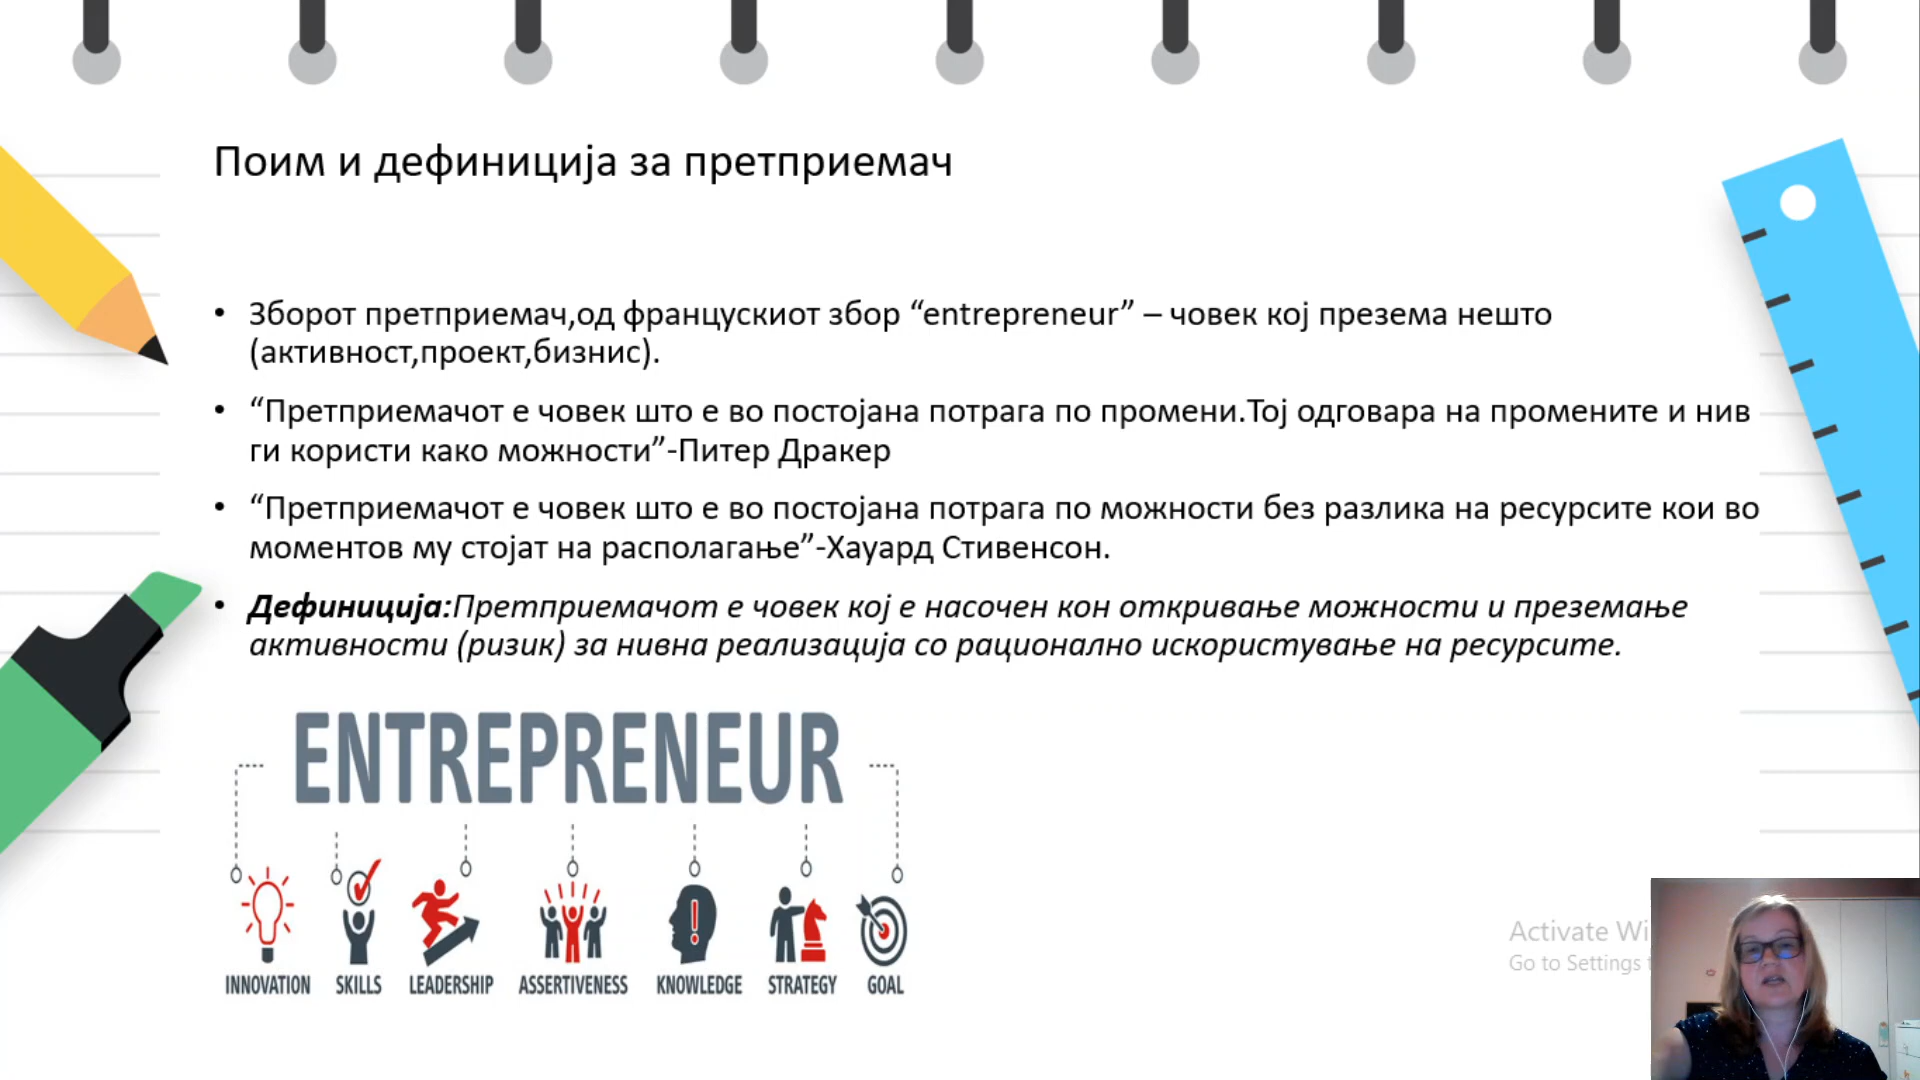 Поим и дефиниција за претприемач
• Зборот претприемач,од францускиот збор “entrepreneur” – човек кој презема нешто
(активност,проект,бизнис).
• “Претприемачот е човек што е во постојана потрага по промени.Тој одговара на промените и нив
ги користи како можности”-Питер Дракер
• “Претприемачот е човек што е во постојана потрага по можности без разлика на ресурсите кои во
моментов му стојат на располагање”-Хауард Стивенсон.
• Дефиниција:Претприемачот е човек кој е насочен кон откривање можности и преземање
активности (ризик) за нивна реализација со рационално искористување на ресурсите.
ENTREPRENEUR
INNOVATION SKILLS LEADERSHIP ASSERTIVENESS KNOWLEDGE STRATEGY GOAL
Activate Wi
Go to Settings t